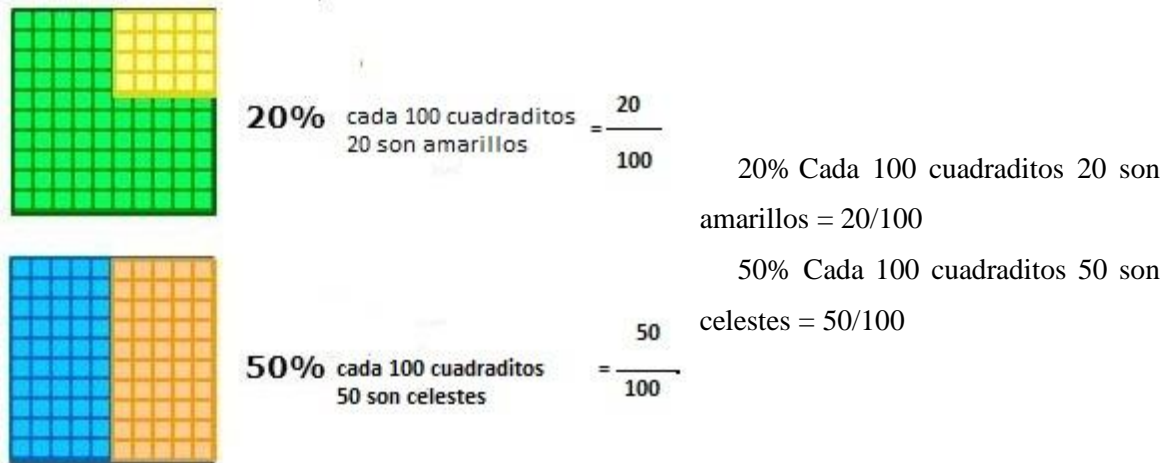 20% cada 100 cuadraditos
20 son amarillos
= 20
100
50% cada 100 cuadraditos
50 son celestes
= 50
100
20% Cada 100 cuadraditos 20 son
amarillos = 20/100
50% Cada 100 cuadraditos 50 son
celestes = 50/100